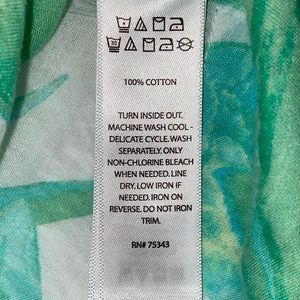 30
100% COTTON
TURN INSIDE OUT.
MACHINE WASH COOL -
DELICATE CYCLE. WASH
SEPARATELY. ONLY
NON-CHLORINE BLEACH
WHEN NEEDED. LINE
DRY. LOW IRON IF
NEEDED. IRON ON
REVERSE. DO NOT IRON
TRIM.
RN# 75343